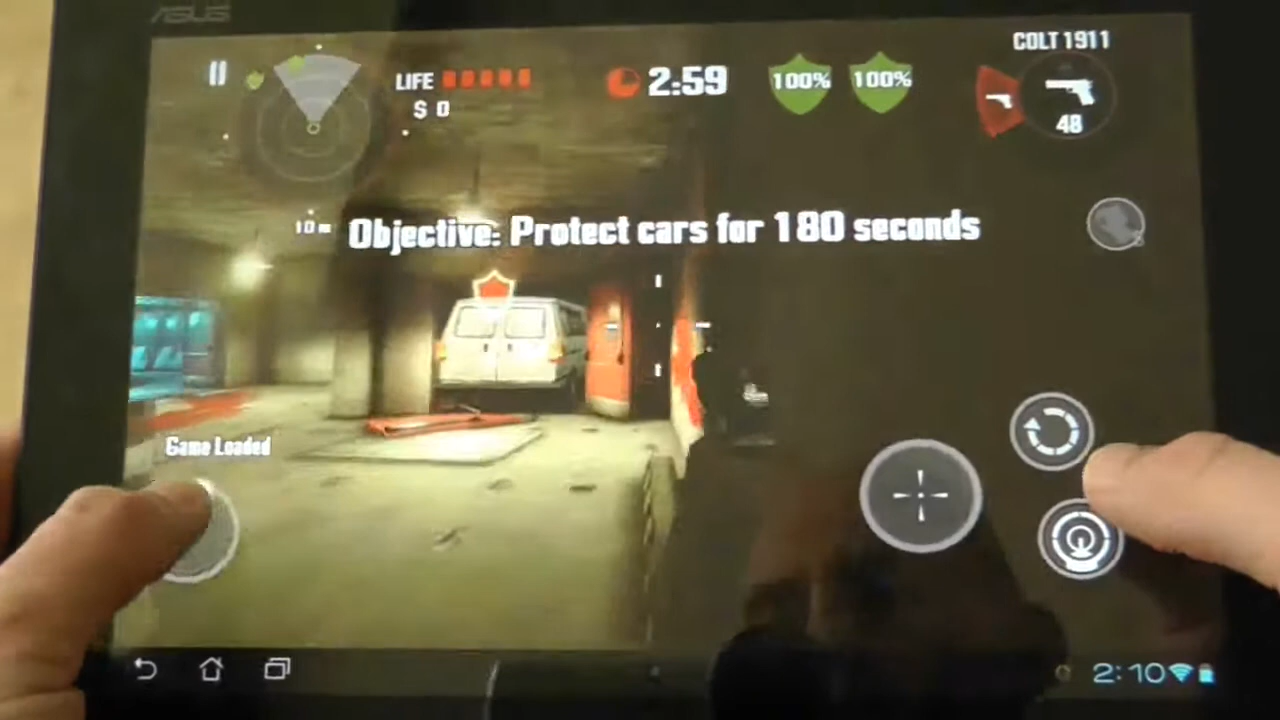 ASUS
COLT 1911
LIFE
2:59
100%
100%
$ 0
48
10m
Objective: Protect cars for 180 seconds
Game Loaded
2:10